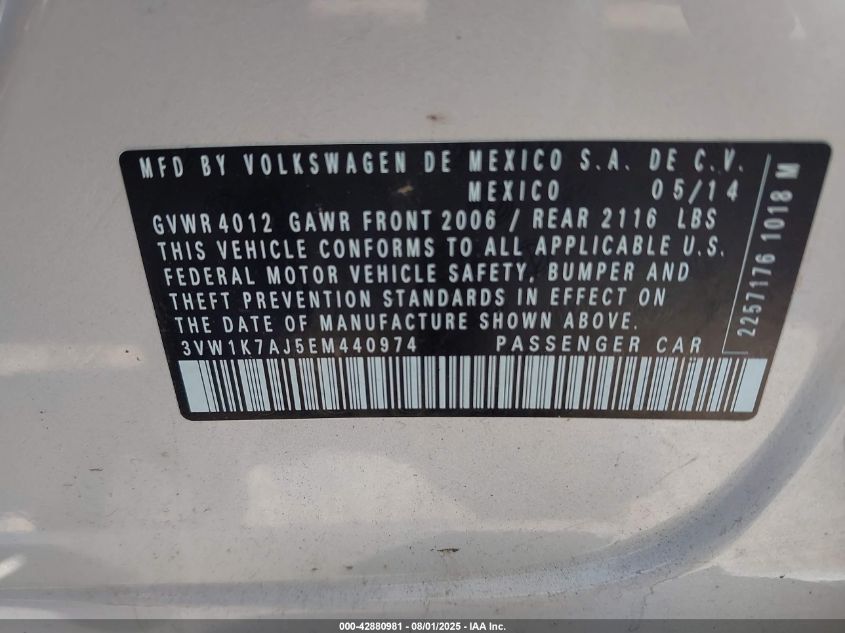 MFD BY VOLKSWAGEN DE MEXICO S.A. DE C.V.
MEXICO 05/14
GVWR 4012 GAWR FRONT 2006 / REAR 2116 LBS
THIS VEHICLE CONFORMS TO ALL APPLICABLE U.S.
FEDERAL MOTOR VEHICLE SAFETY, BUMPER AND
THEFT PREVENTION STANDARDS IN EFFECT ON
THE DATE OF MANUFACTURE SHOWN ABOVE.
3VW1K7AJ5EM440974 PASSENGER CAR
2257176 1018 M
000-42880981 - 08/01/2025 - IAA Inc.